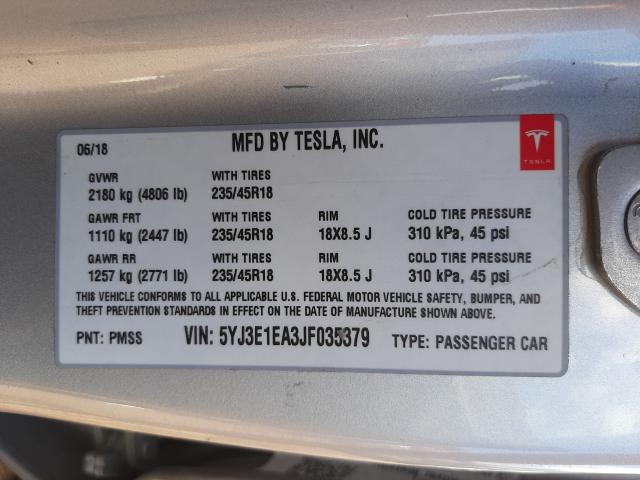 06/18 MFD BY TESLA, INC.
TESLA
GVWR WITH TIRES
2180 kg (4806 lb) 235/45R18
GAWR FRT WITH TIRES RIM COLD TIRE PRESSURE
1110 kg (2447 lb) 235/45R18 18X8.5 J 310 kPa, 45 psi
GAWR RR WITH TIRES RIM COLD TIRE PRESSURE
1257 kg (2771 lb) 235/45R18 18X8.5 J 310 kPa, 45 psi
THIS VEHICLE CONFORMS TO ALL APPLICABLE U.S. FEDERAL MOTOR VEHICLE SAFETY, BUMPER, AND
THEFT PREVENTION STANDARDS IN EFFECT ON THE DATE OF MANUFACTURE SHOWN ABOVE.
PNT: PMSS VIN: 5YJ3E1EA3JF035379 TYPE: PASSENGER CAR